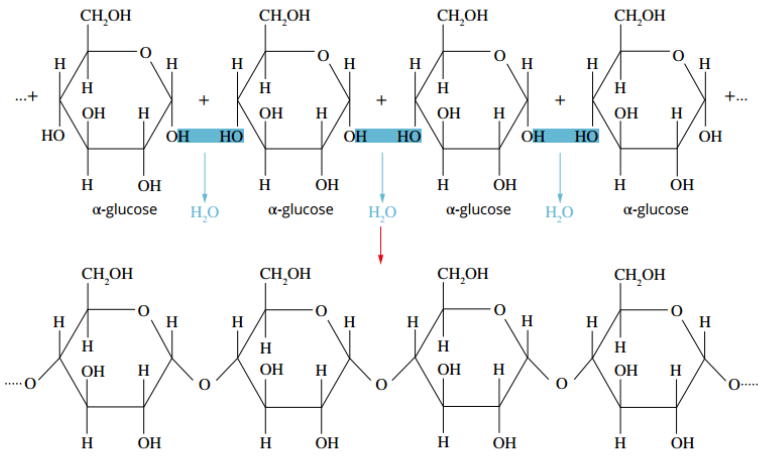 CH₂OH CH₂OH CH₂OH CH₂OH
O O O O
H H H H H H H H
H H H H
...+ + + + +...
OH H OH H OH H OH H
HO OH HO OH HO OH HO OH
H OH H OH H OH H OH
α-glucose H₂O α-glucose H₂O α-glucose H₂O α-glucose
CH₂OH CH₂OH CH₂OH CH₂OH
O O O O
H H H H H H H H
H H H H
OH H OH H OH H OH H
.....O O O O O.....
H OH H OH H OH H OH